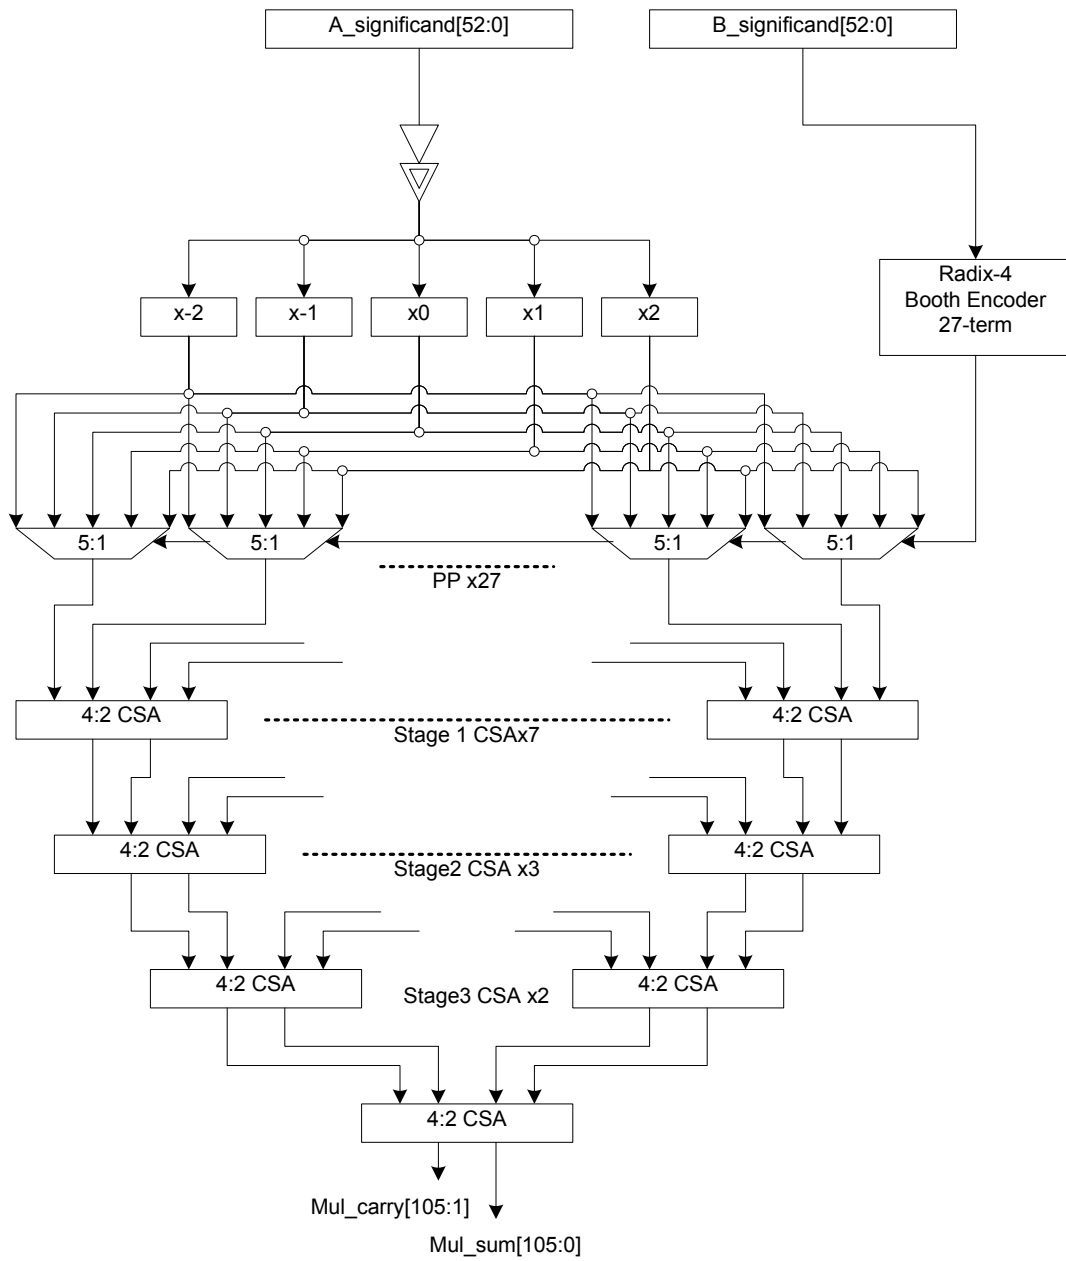 A_significand[52:0]
B_significand[52:0]
Radix-4
Booth Encoder
27-term
x-2
x-1
x0
x1
x2
5:1
5:1
5:1
5:1
PP x27
4:2 CSA
4:2 CSA
Stage 1 CSAx7
4:2 CSA
4:2 CSA
Stage2 CSA x3
4:2 CSA
4:2 CSA
Stage3 CSA x2
4:2 CSA
Mul_carry[105:1]
Mul_sum[105:0]